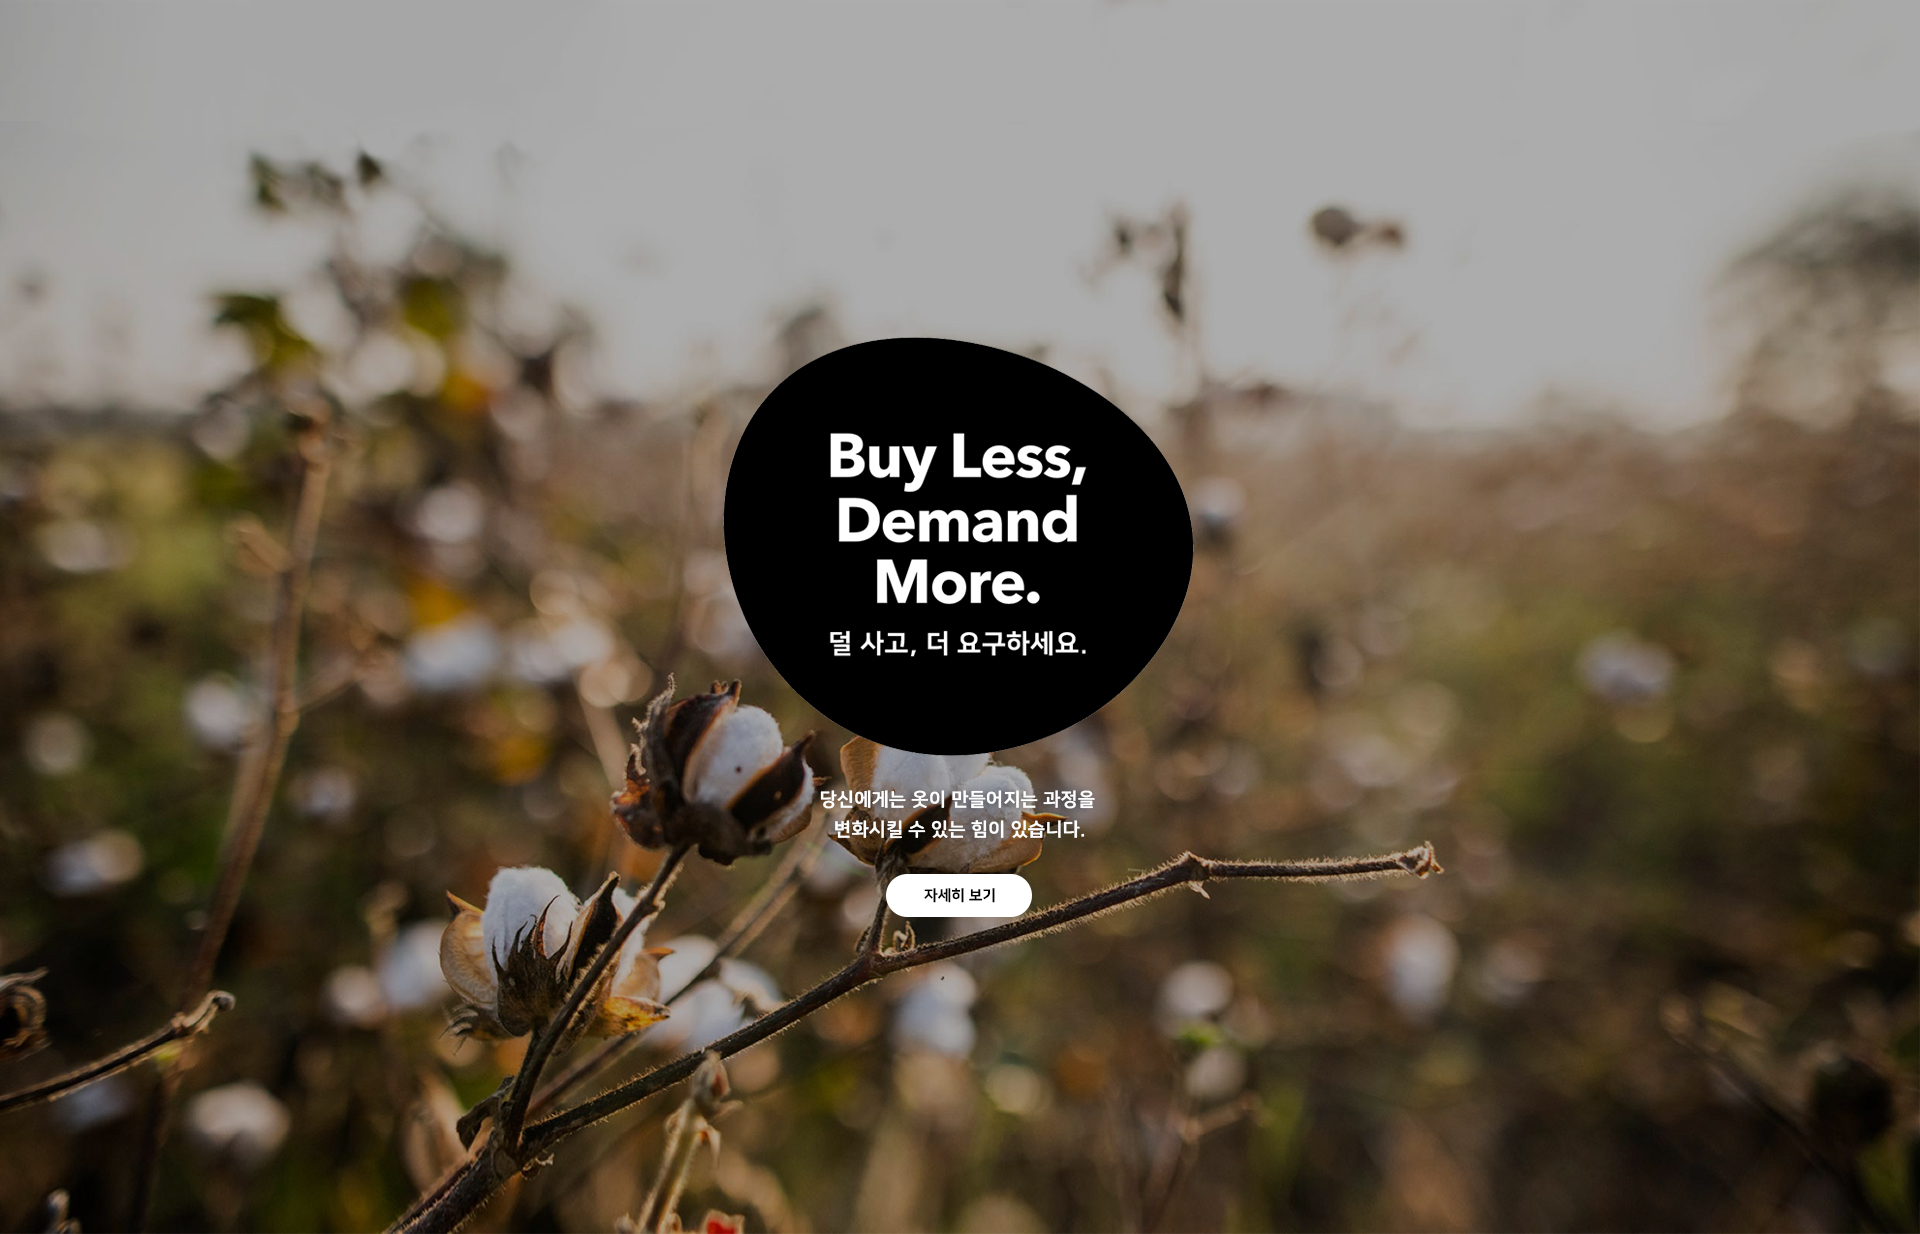 Buy Less,
Demand
More.
덜 사고, 더 요구하세요.
당신에게는 옷이 만들어지는 과정을
변화시킬 수 있는 힘이 있습니다.
자세히 보기